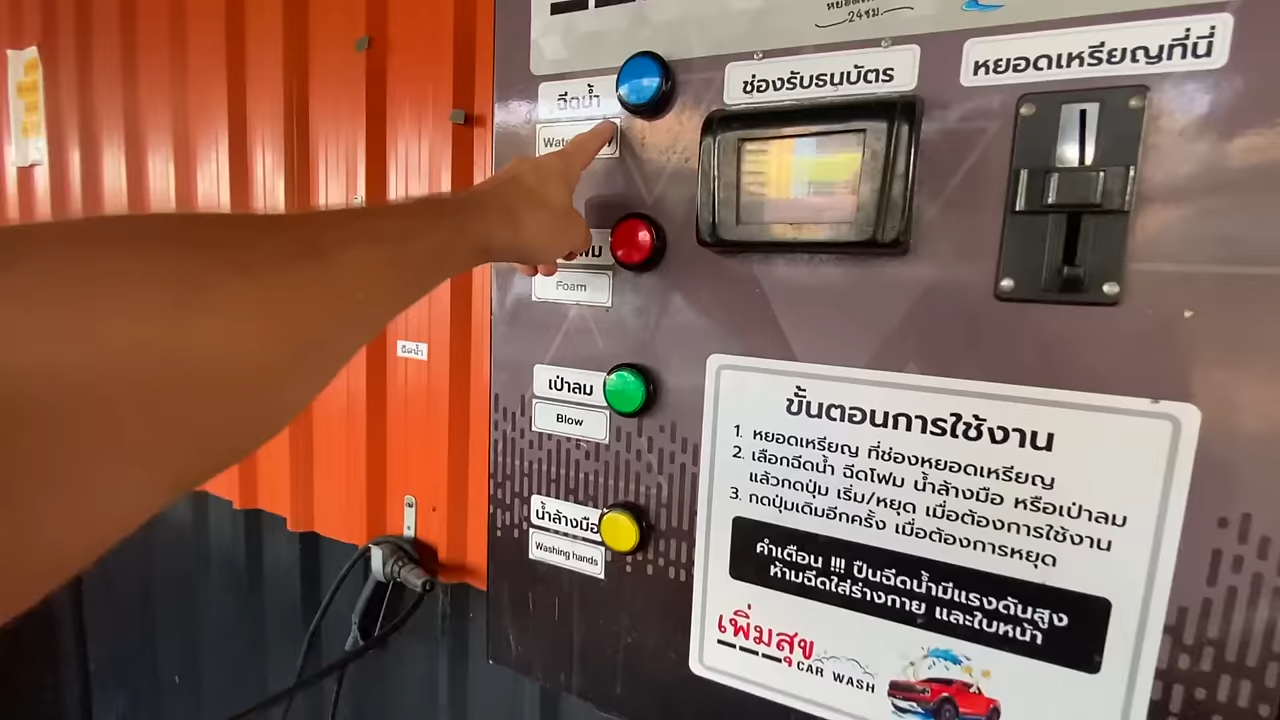 24ชม.
หยอดเหรียญที่นี่
ช่องรับธนบัตร
ฉีดน้ำ
Foam
ฉีดน้ำ
เป่าลม
Blow
น้ำล้างมือ
Washing hands
ขั้นตอนการใช้งาน
1. หยอดเหรียญ ที่ช่องหยอดเหรียญ
2. เลือกฉีดน้ำ ฉีดโฟม น้ำล้างมือ หรือเป่าลม
แล้วกดปุ่ม เริ่ม/หยุด เมื่อต้องการใช้งาน
3. กดปุ่มเดิมอีกครั้ง เมื่อต้องการหยุด
คำเตือน !!! ปืนฉีดน้ำมีแรงดันสูง
ห้ามฉีดใส่ร่างกาย และใบหน้า
เพิ่มสุข
CAR WASH